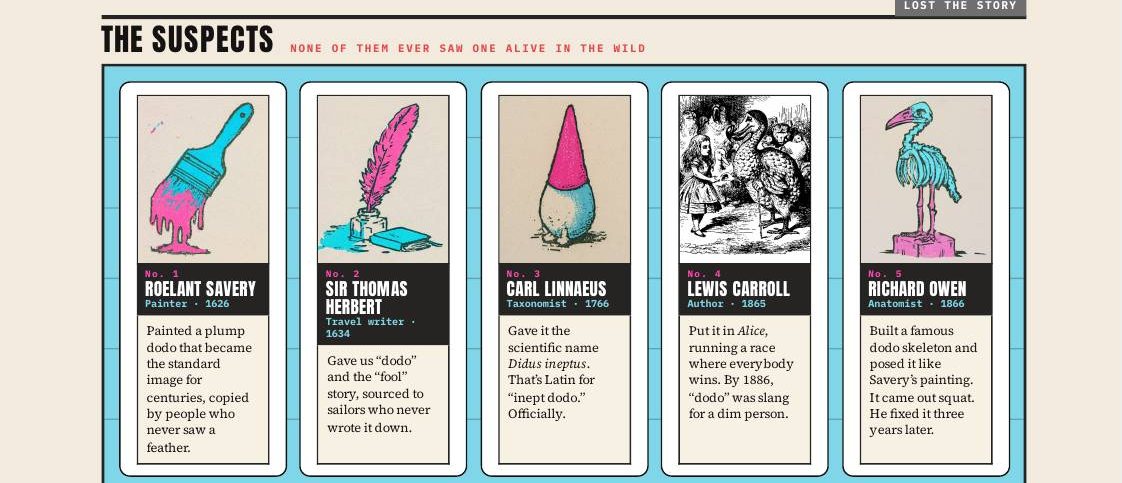 LOST THE STORY
THE SUSPECTS
NONE OF THEM EVER SAW ONE ALIVE IN THE WILD
No. 1
ROELANT SAVERY
Painter · 1626
Painted a plump
dodo that became
the standard
image for
centuries, copied
by people who
never saw a
feather.
No. 2
SIR THOMAS
HERBERT
Travel writer ·
1634
Gave us “dodo”
and the “fool”
story, sourced to
sailors who never
wrote it down.
No. 3
CARL LINNAEUS
Taxonomist · 1766
Gave it the
scientific name
Didus ineptus.
That’s Latin for
“inept dodo.”
Officially.
No. 4
LEWIS CARROLL
Author · 1865
Put it in Alice,
running a race
where everybody
wins. By 1886,
“dodo” was slang
for a dim person.
No. 5
RICHARD OWEN
Anatomist · 1866
Built a famous
dodo skeleton and
posed it like
Savery’s painting.
It came out squat.
He fixed it three
years later.